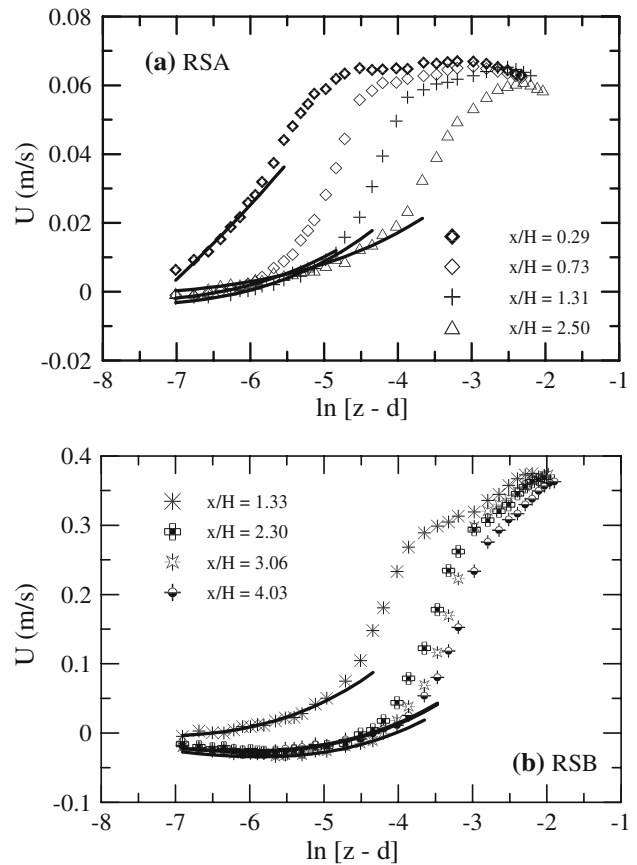 0.08
(a) RSA
0.06
0.04
0.02
0
-0.02
U (m/s)
x/H = 0.29
x/H = 0.73
x/H = 1.31
x/H = 2.50
-8 -7 -6 -5 -4 -3 -2 -1
ln [z - d]
0.4
0.3
0.2
0.1
0
-0.1
U (m/s)
x/H = 1.33
x/H = 2.30
x/H = 3.06
x/H = 4.03
(b) RSB
-8 -7 -6 -5 -4 -3 -2 -1
ln [z - d]